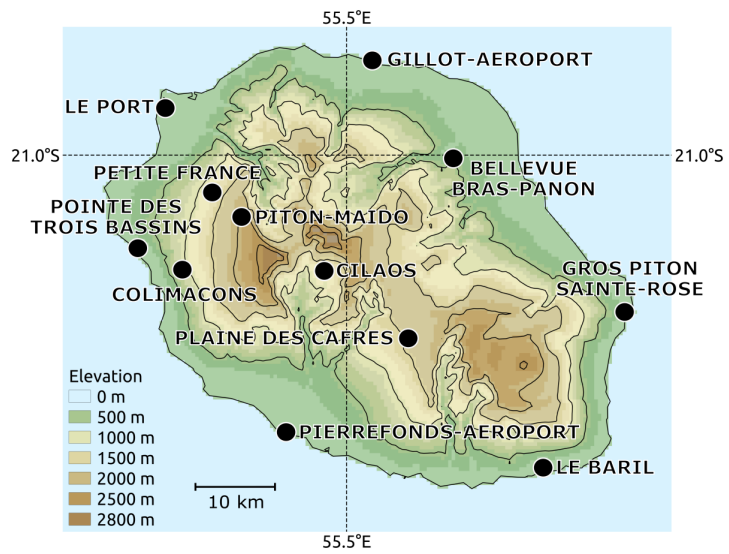 55.5°E
GILLOT-AEROPORT
LE PORT
21.0°S
21.0°S
PETITE FRANCE
BELLEVUE
BRAS-PANON
POINTE DES
TROIS BASSINS
PITON-MAIDO
COLIMACONS
CILAOS
GROS PITON
SAINTE-ROSE
PLAINE DES CAFRES
Elevation
0 m
500 m
1000 m
1500 m
2000 m
2500 m
2800 m
PIERREFONDS-AEROPORT
LE BARIL
10 km
55.5°E